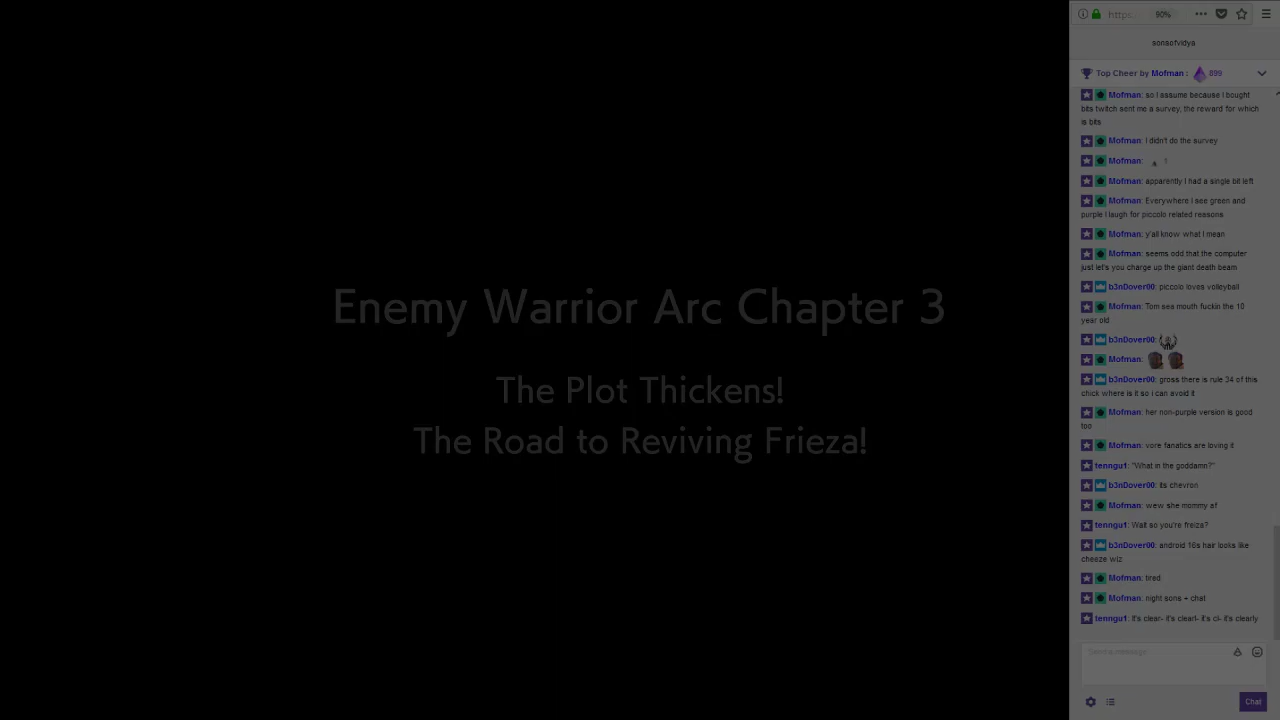 https:
90%
sonsofvidya
Top Cheer by Mofman : 899
Mofman: so I assume because I bought
bits twitch sent me a survey, the reward for which
is bits
Mofman: I didn't do the survey
Mofman: 1
Mofman: apparently I had a single bit left
Mofman: Everywhere I see green and
purple I laugh for piccolo related reasons
Mofman: y'all know what I mean
Mofman: seems odd that the computer
just let's you charge up the giant death beam
b3nDover00: piccolo loves volleyball
Mofman: Tom sea mouth fuckin the 10
year old
b3nDover00:
Mofman:
b3nDover00: gross there is rule 34 of this
chick where is it so i can avoid it
Mofman: her non-purple version is good
too
Mofman: vore fanatics are loving it
tenngu1: "What in the goddamn?"
b3nDover00: its chevron
Mofman: wew she mommy af
tenngu1: Wait so you're freiza?
b3nDover00: android 16s hair looks like
cheeze wiz
Mofman: tired
Mofman: night sons + chat
tenngu1: It's clear- it's clearl- it's cl- it's clearly
Send a message
Chat
Enemy Warrior Arc Chapter 3
The Plot Thickens!
The Road to Reviving Frieza!